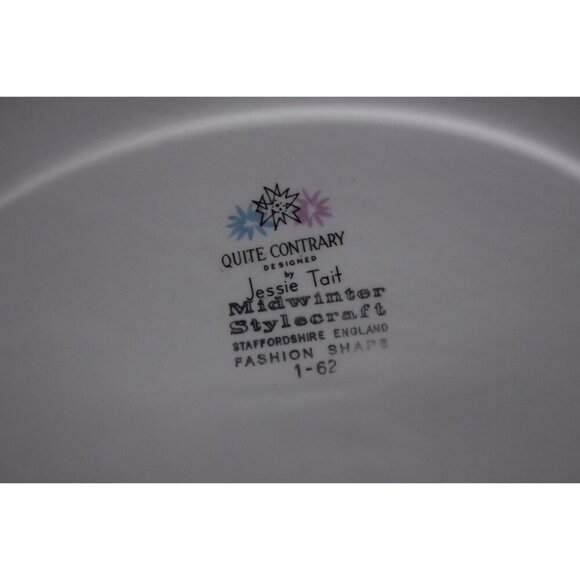 QUITE CONTRARY
DESIGNED
by
Jessie Tait
Midwinter
Stylecraft
STAFFORDSHIRE ENGLAND
FASHION SHAPE
1-62